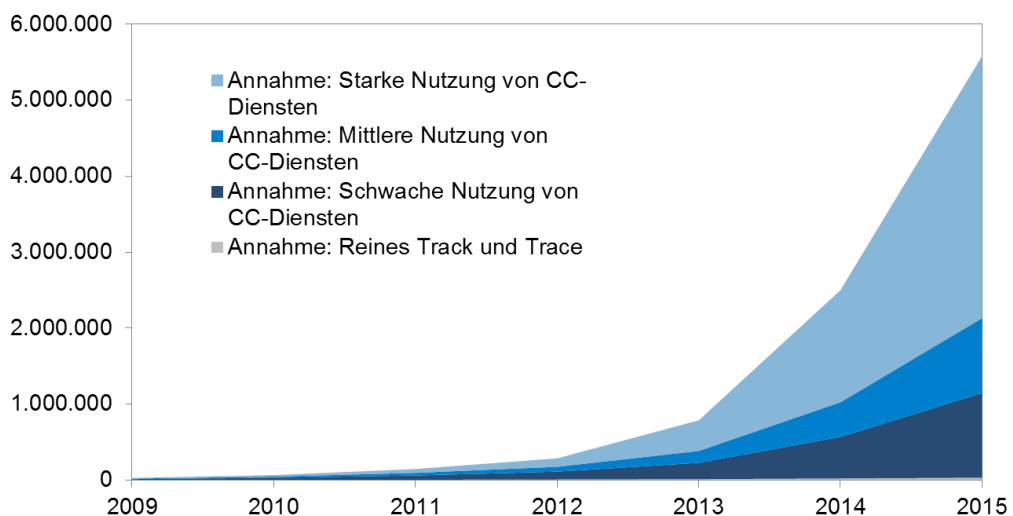 6.000.000
5.000.000
4.000.000
3.000.000
2.000.000
1.000.000
0
Annahme: Starke Nutzung von CC-
Diensten
Annahme: Mittlere Nutzung von
CC-Diensten
Annahme: Schwache Nutzung von
CC-Diensten
Annahme: Reines Track und Trace
2009 2010 2011 2012 2013 2014 2015